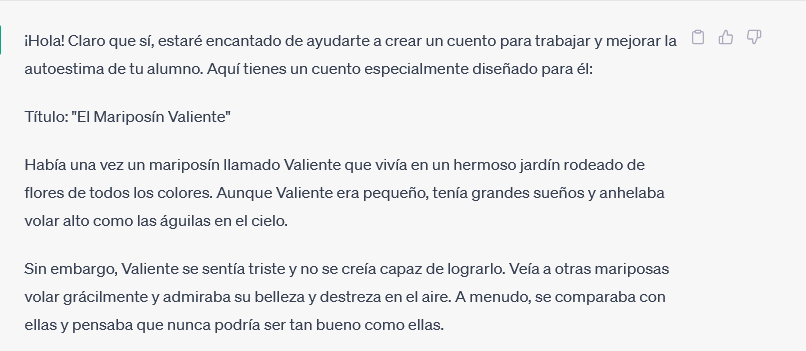 ¡Hola! Claro que sí, estaré encantado de ayudarte a crear un cuento para trabajar y mejorar la
autoestima de tu alumno. Aquí tienes un cuento especialmente diseñado para él:
Título: "El Mariposín Valiente"
Había una vez un mariposín llamado Valiente que vivía en un hermoso jardín rodeado de
flores de todos los colores. Aunque Valiente era pequeño, tenía grandes sueños y anhelaba
volar alto como las águilas en el cielo.
Sin embargo, Valiente se sentía triste y no se creía capaz de lograrlo. Veía a otras mariposas
volar grácilmente y admiraba su belleza y destreza en el aire. A menudo, se comparaba con
ellas y pensaba que nunca podría ser tan bueno como ellas.